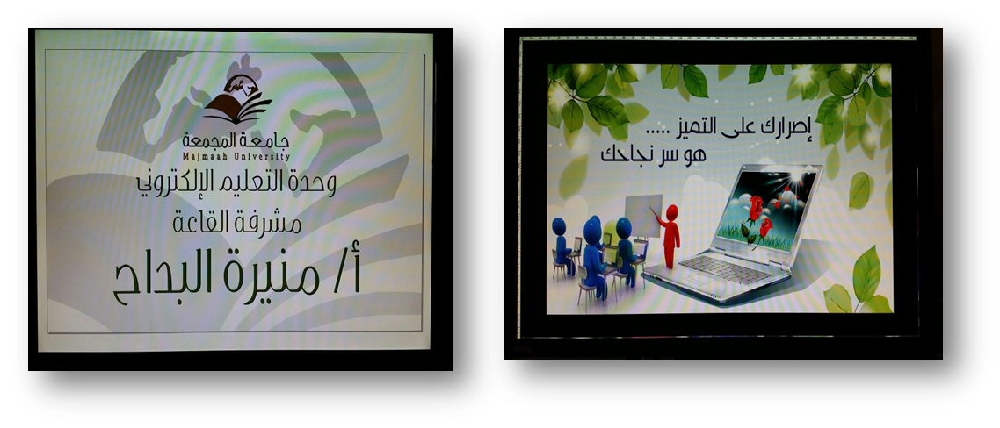 جامعة المجمعة
Majmaah University
وحدة التعليم الإلكتروني
مشرفة القاعة
أ/ منيرة البداح
إصرارك على التميز .....
هو سر نجاحك